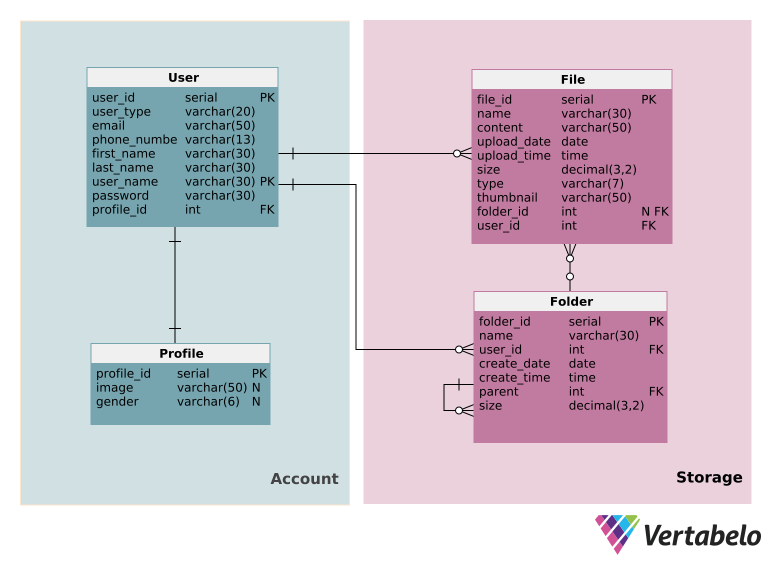 User
user_id serial PK
user_type varchar(20)
email varchar(50)
phone_numbe varchar(13)
first_name varchar(30)
last_name varchar(30)
user_name varchar(30) PK
password varchar(30)
profile_id int FK
Profile
profile_id serial PK
image varchar(50) N
gender varchar(6) N
Account
File
file_id serial PK
name varchar(30)
content varchar(50)
upload_date date
upload_time time
size decimal(3,2)
type varchar(7)
thumbnail varchar(50)
folder_id int N FK
user_id int FK
Folder
folder_id serial PK
name varchar(30)
user_id int FK
create_date date
create_time time
parent int FK
size decimal(3,2)
Storage
Vertabelo